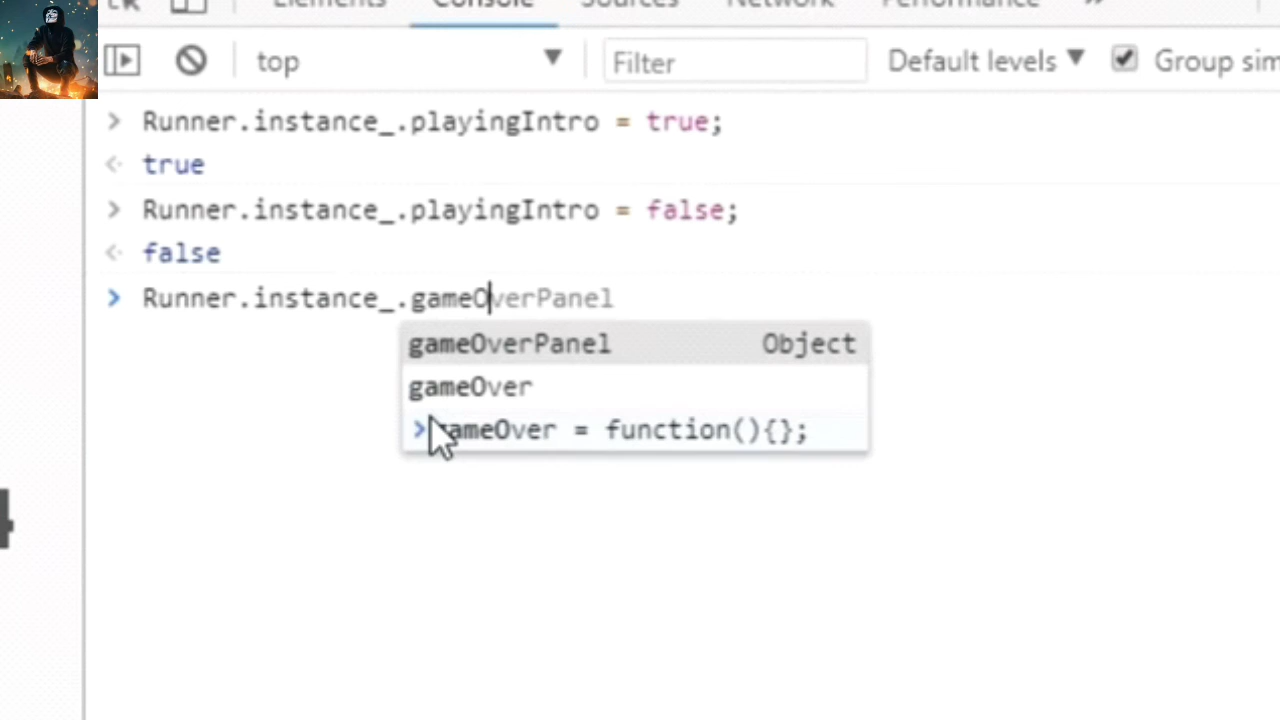 Elements Console Sources Network Performance »
top ▼ Filter Default levels ▼ Group sim
> Runner.instance_.playingIntro = true;
<· true
> Runner.instance_.playingIntro = false;
<· false
> Runner.instance_.gameOverPanel
gameOverPanel Object
gameOver
> gameOver = function(){};
4